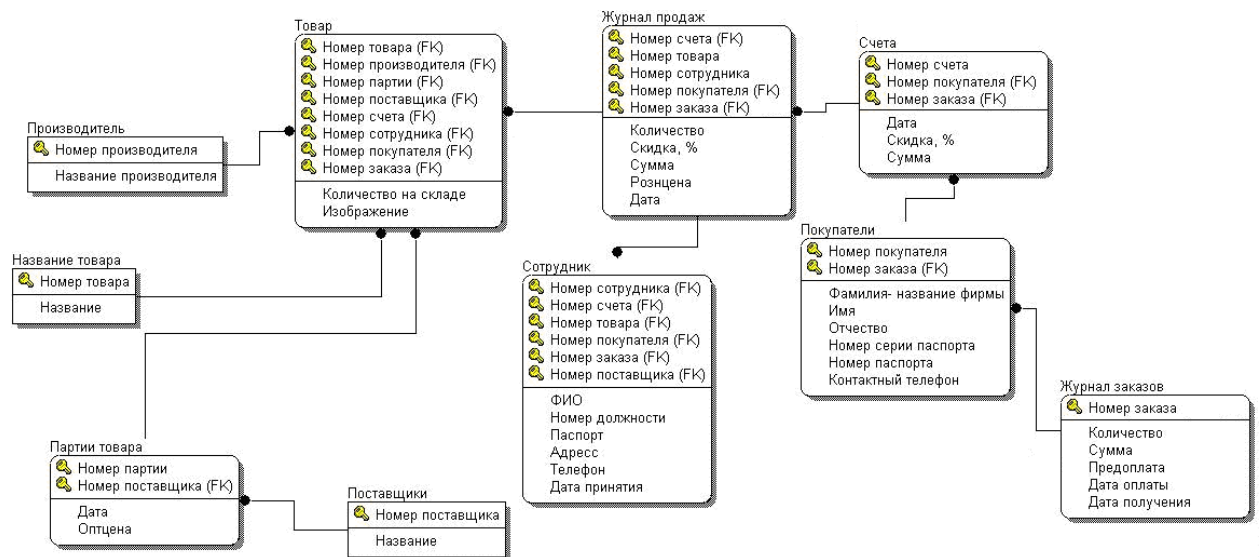 Товар
Номер товара (FK)
Номер производителя (FK)
Номер партии (FK)
Номер поставщика (FK)
Номер счета (FK)
Номер сотрудника (FK)
Номер покупателя (FK)
Номер заказа (FK)
Количество на складе
Изображение
Журнал продаж
Номер счета (FK)
Номер товара
Номер сотрудника
Номер покупателя (FK)
Номер заказа (FK)
Количество
Скидка, %
Сумма
Рознцена
Дата
Счета
Номер счета
Номер покупателя (FK)
Номер заказа (FK)
Дата
Скидка, %
Сумма
Производитель
Номер производителя
Название производителя
Название товара
Номер товара
Название
Сотрудник
Номер сотрудника (FK)
Номер счета (FK)
Номер товара (FK)
Номер покупателя (FK)
Номер заказа (FK)
Номер поставщика (FK)
ФИО
Номер должности
Паспорт
Адресс
Телефон
Дата принятия
Покупатели
Номер покупателя
Номер заказа (FK)
Фамилия- название фирмы
Имя
Отчество
Номер серии паспорта
Номер паспорта
Контактный телефон
Журнал заказов
Номер заказа
Количество
Сумма
Предоплата
Дата оплаты
Дата получения
Партии товара
Номер партии
Номер поставщика (FK)
Дата
Оптцена
Поставщики
Номер поставщика
Название